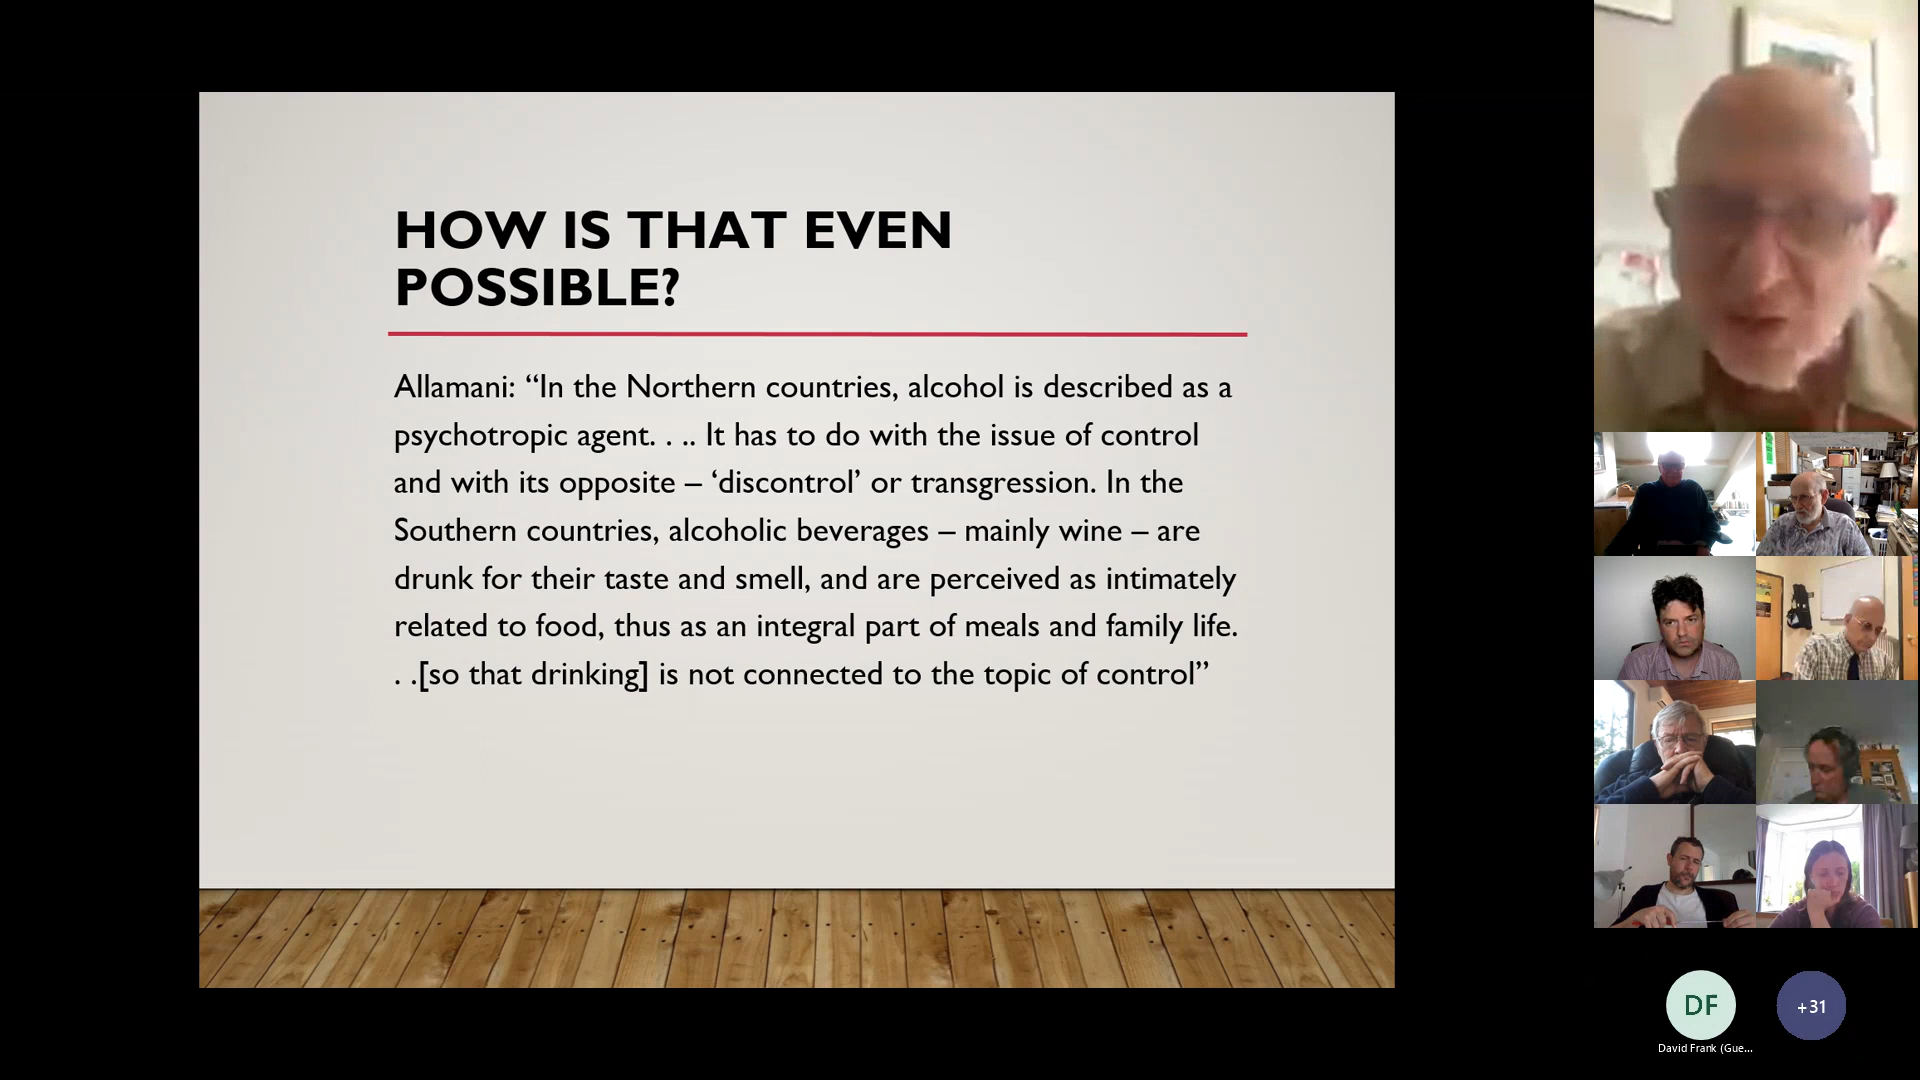 HOW IS THAT EVEN
POSSIBLE?
Allamani: “In the Northern countries, alcohol is described as a
psychotropic agent. . .. It has to do with the issue of control
and with its opposite – ‘discontrol’ or transgression. In the
Southern countries, alcoholic beverages – mainly wine – are
drunk for their taste and smell, and are perceived as intimately
related to food, thus as an integral part of meals and family life.
. .[so that drinking] is not connected to the topic of control”
DF
+31
David Frank (Gue...